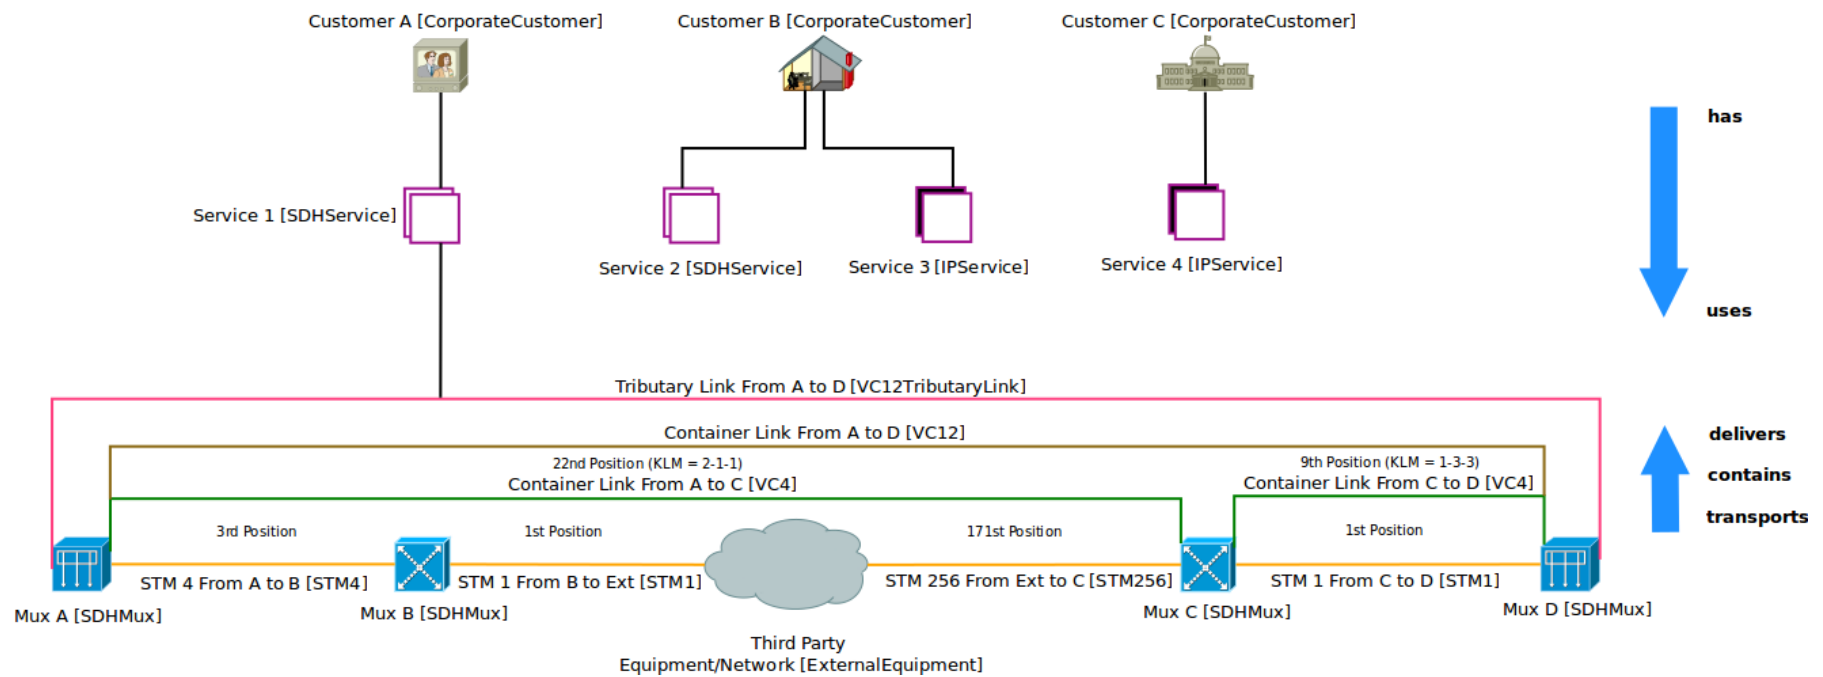 Customer A [CorporateCustomer]
Customer B [CorporateCustomer]
Customer C [CorporateCustomer]
has
Service 1 [SDHService]
Service 2 [SDHService]
Service 3 [IPService]
Service 4 [IPService]
uses
Tributary Link From A to D [VC12TributaryLink]
Container Link From A to D [VC12]
delivers
22nd Position (KLM = 2-1-1)
Container Link From A to C [VC4]
9th Position (KLM = 1-3-3)
Container Link From C to D [VC4]
contains
transports
3rd Position
1st Position
171st Position
1st Position
STM 4 From A to B [STM4]
STM 1 From B to Ext [STM1]
STM 256 From Ext to C [STM256]
STM 1 From C to D [STM1]
Mux A [SDHMux]
Mux B [SDHMux]
Mux C [SDHMux]
Mux D [SDHMux]
Third Party
Equipment/Network [ExternalEquipment]